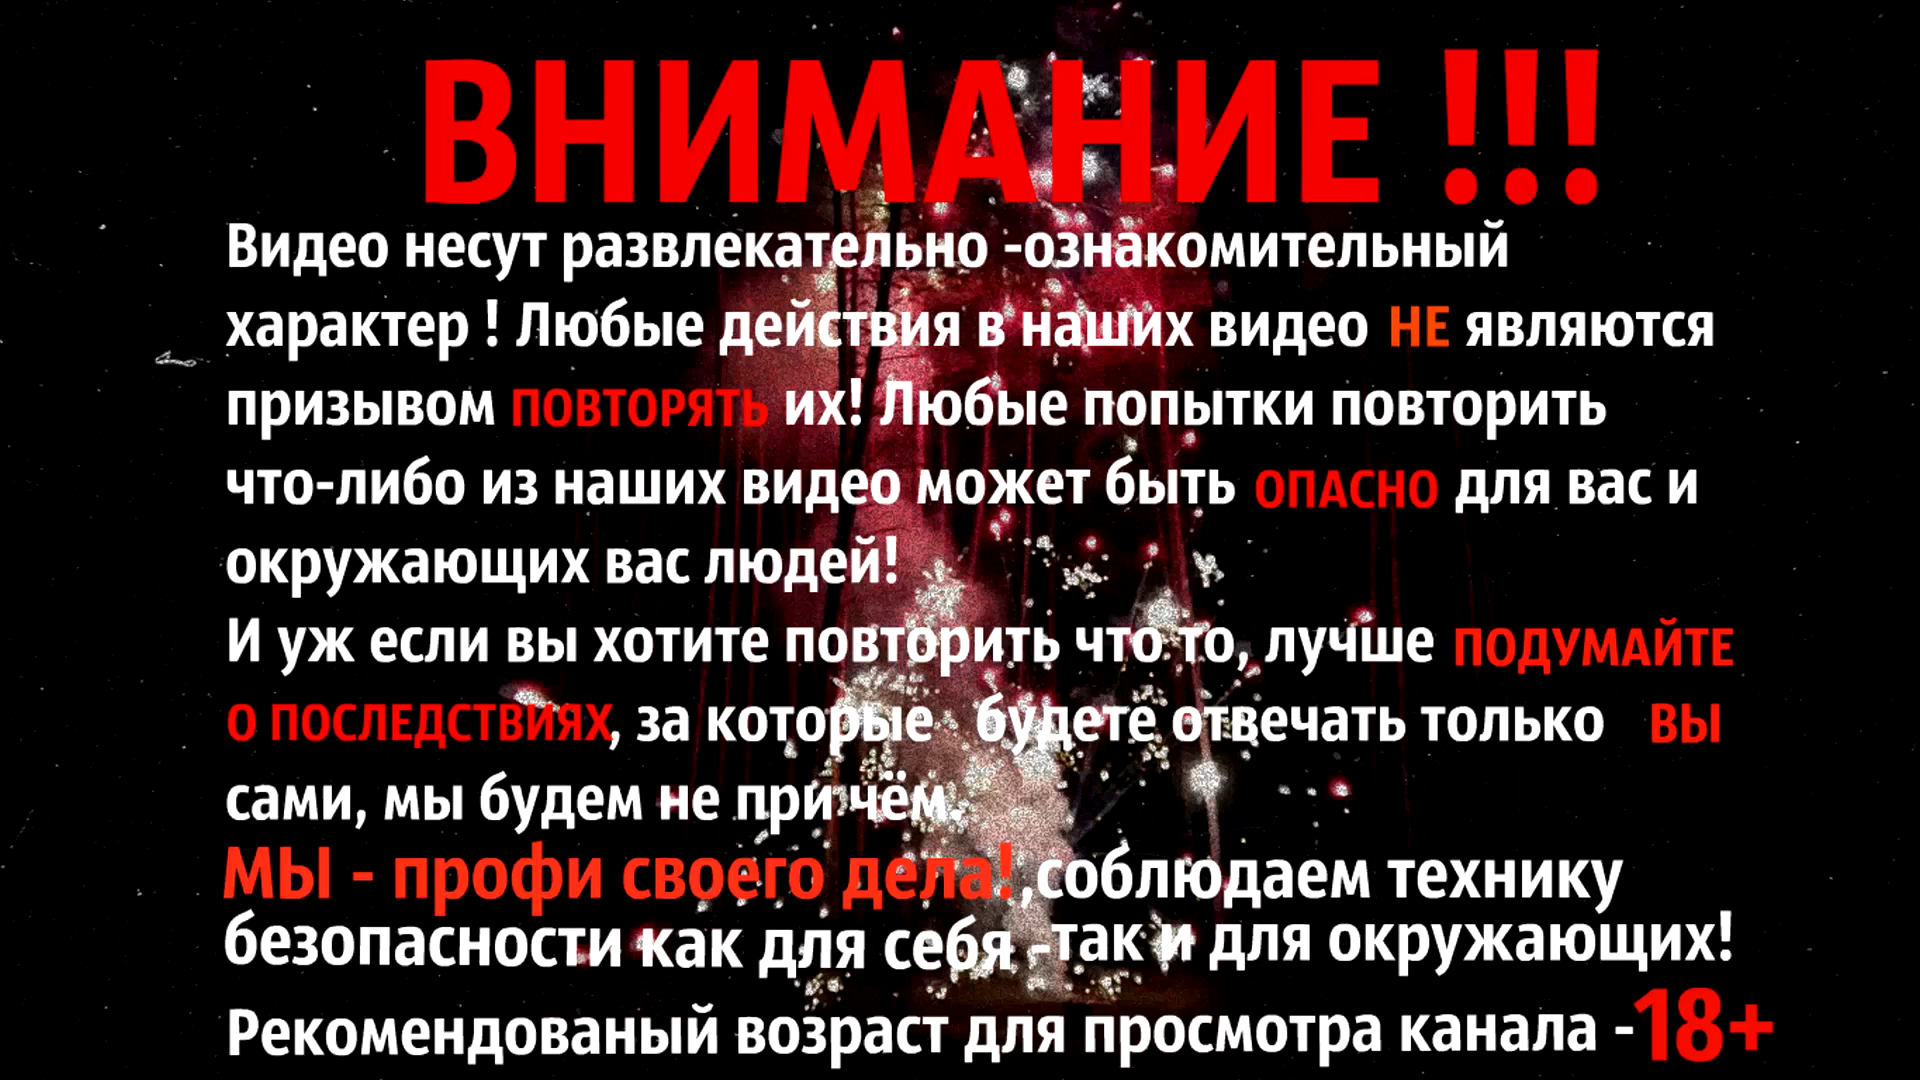 ВНИМАНИЕ !!!
Видео несут развлекательно -ознакомительный
характер ! Любые действия в наших видео НЕ являются
призывом ПОВТОРЯТЬ их! Любые попытки повторить
что-либо из наших видео может быть ОПАСНО для вас и
окружающих вас людей!
И уж если вы хотите повторить что то, лучше ПОДУМАЙТЕ
О ПОСЛЕДСТВИЯХ, за которые будете отвечать только ВЫ
сами, мы будем не при чём.
МЫ - профи своего дела!,соблюдаем технику
безопасности как для себя -так и для окружающих!
Рекомендованый возраст для просмотра канала -18+